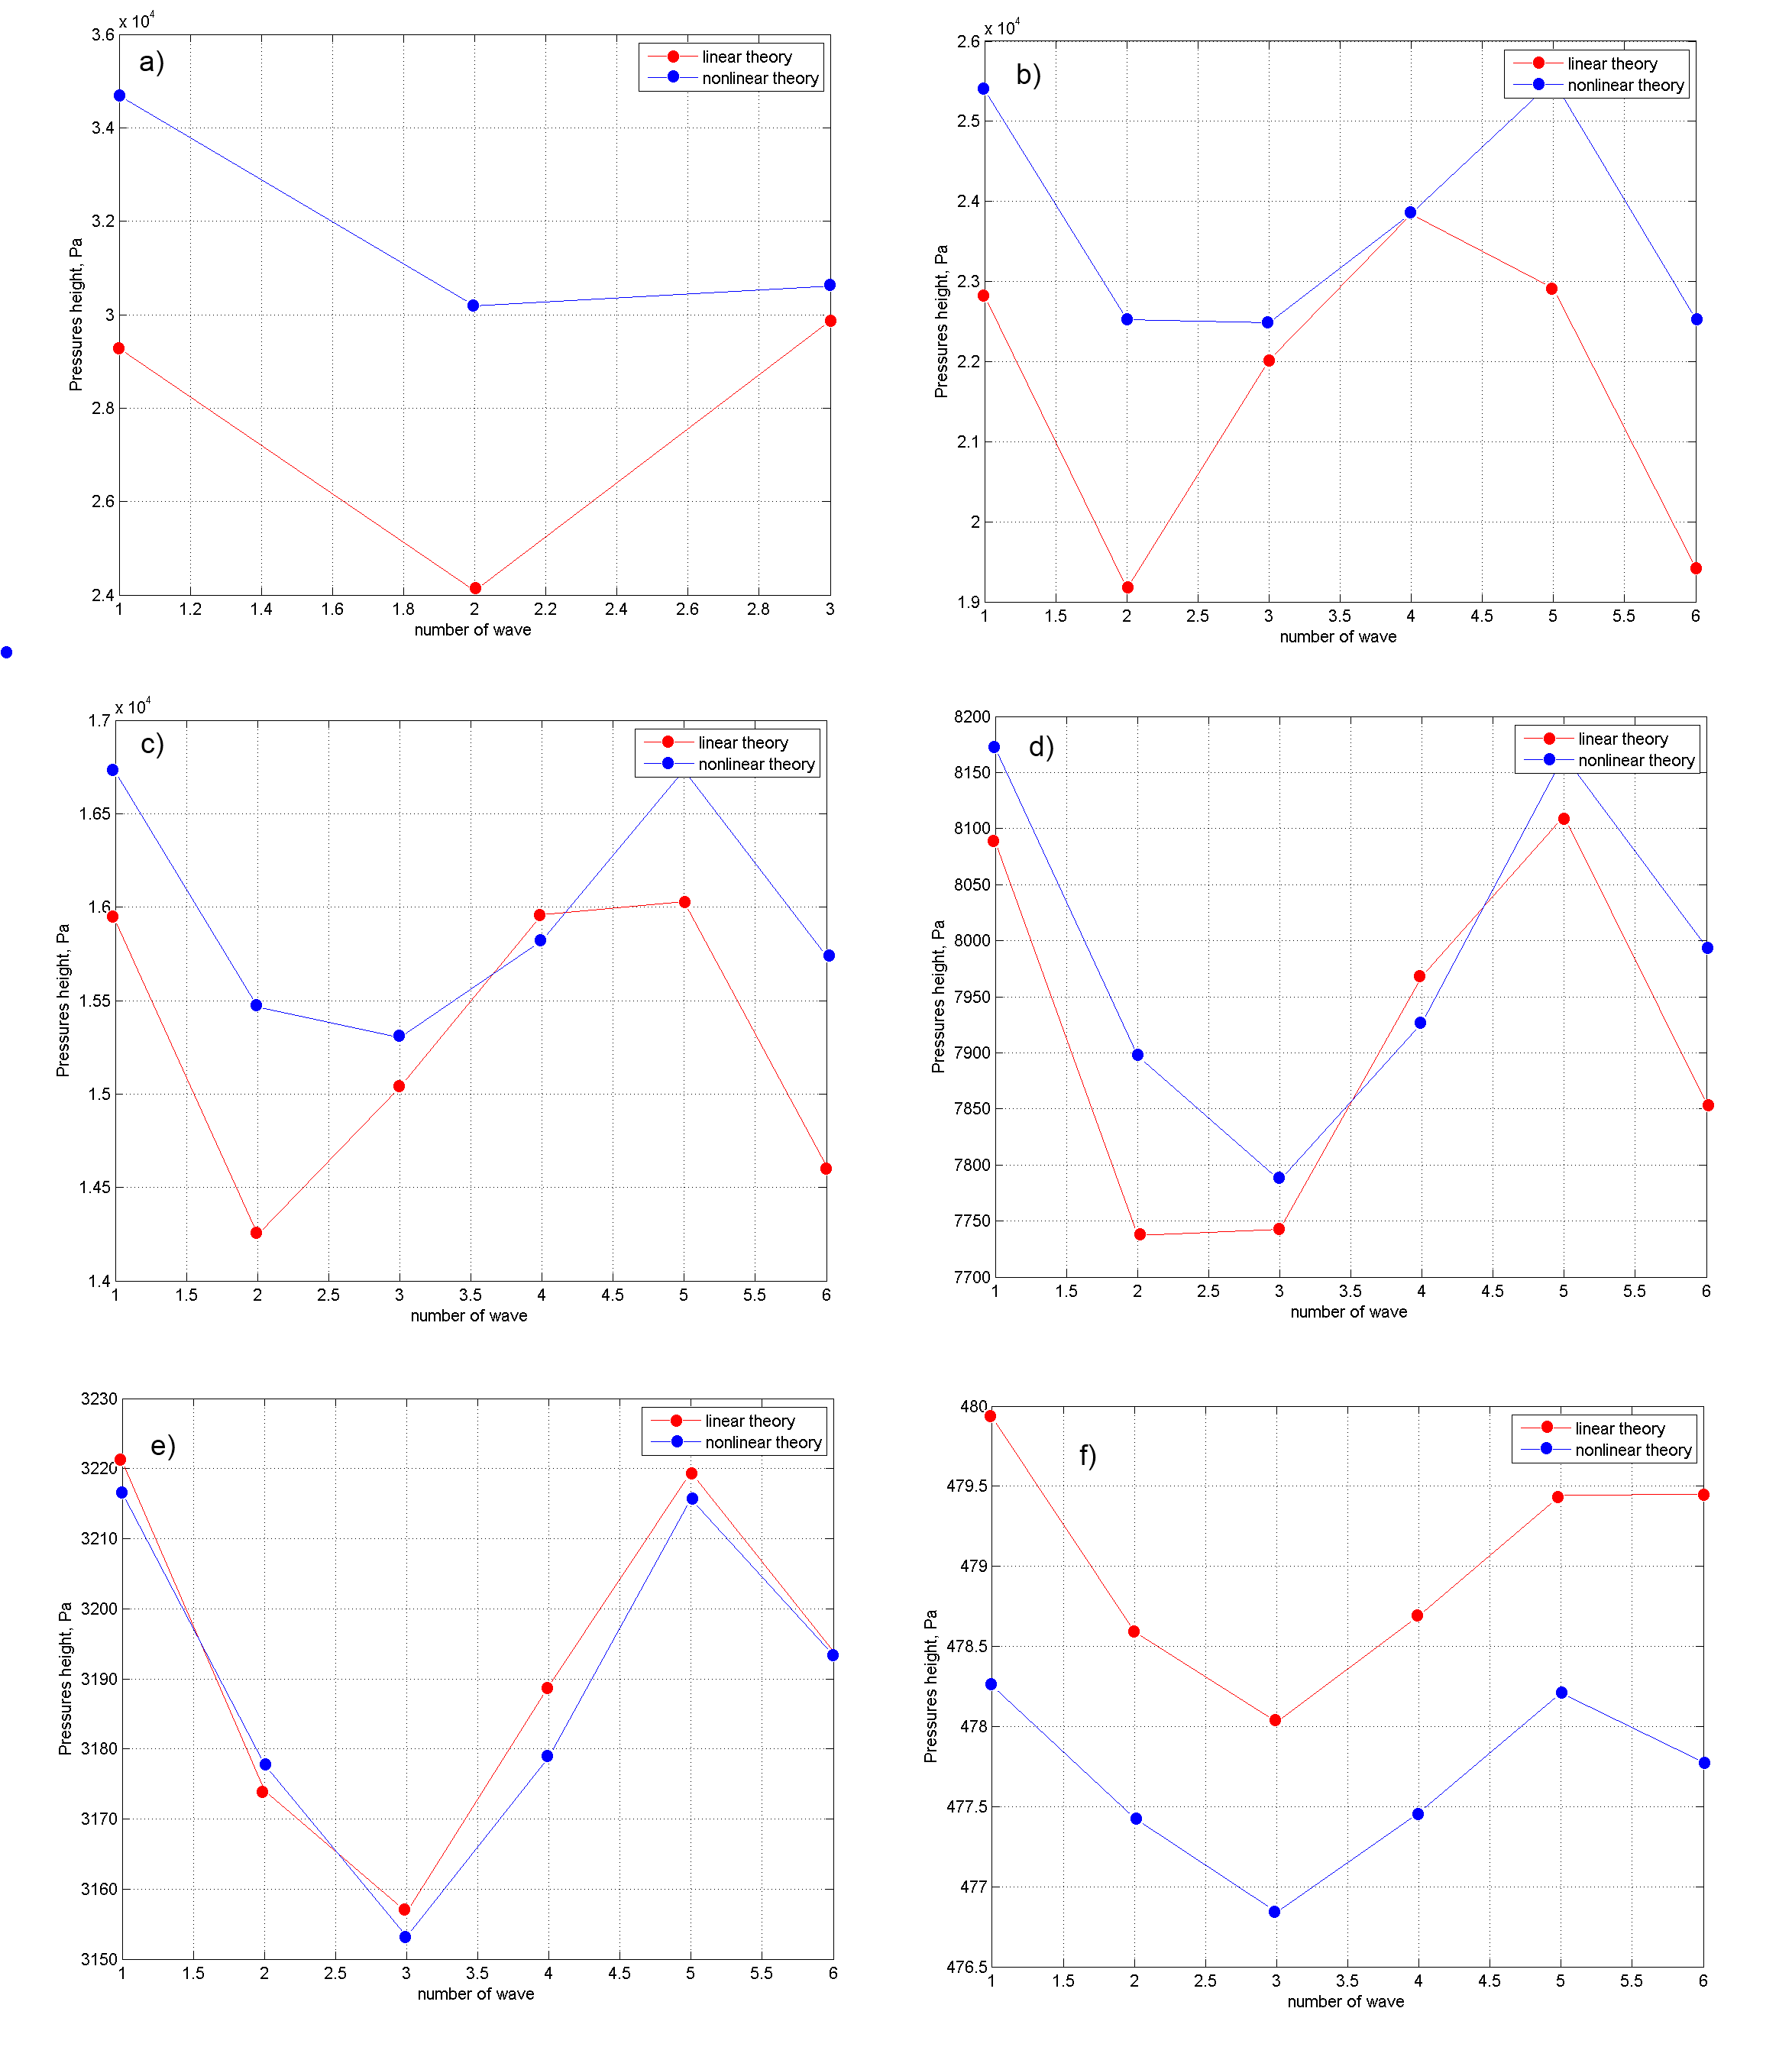 x 10^4
a)
linear theory
nonlinear theory
3.6
3.4
3.2
3
2.8
2.6
2.4
Pressures height, Pa
1 1.2 1.4 1.6 1.8 2 2.2 2.4 2.6 2.8 3
number of wave
x 10^4
b)
linear theory
nonlinear theory
2.6
2.5
2.4
2.3
2.2
2.1
2
1.9
Pressures height, Pa
1 1.5 2 2.5 3 3.5 4 4.5 5 5.5 6
number of wave
x 10^4
c)
linear theory
nonlinear theory
1.7
1.65
1.6
1.55
1.5
1.45
1.4
Pressures height, Pa
1 1.5 2 2.5 3 3.5 4 4.5 5 5.5 6
number of wave
d)
linear theory
nonlinear theory
8200
8150
8100
8050
8000
7950
7900
7850
7800
7750
7700
Pressures height, Pa
1 1.5 2 2.5 3 3.5 4 4.5 5 5.5 6
number of wave
e)
linear theory
nonlinear theory
3230
3220
3210
3200
3190
3180
3170
3160
3150
Pressures height, Pa
1 1.5 2 2.5 3 3.5 4 4.5 5 5.5 6
number of wave
f)
linear theory
nonlinear theory
480
479.5
479
478.5
478
477.5
477
476.5
Pressures height, Pa
1 1.5 2 2.5 3 3.5 4 4.5 5 5.5 6
number of wave